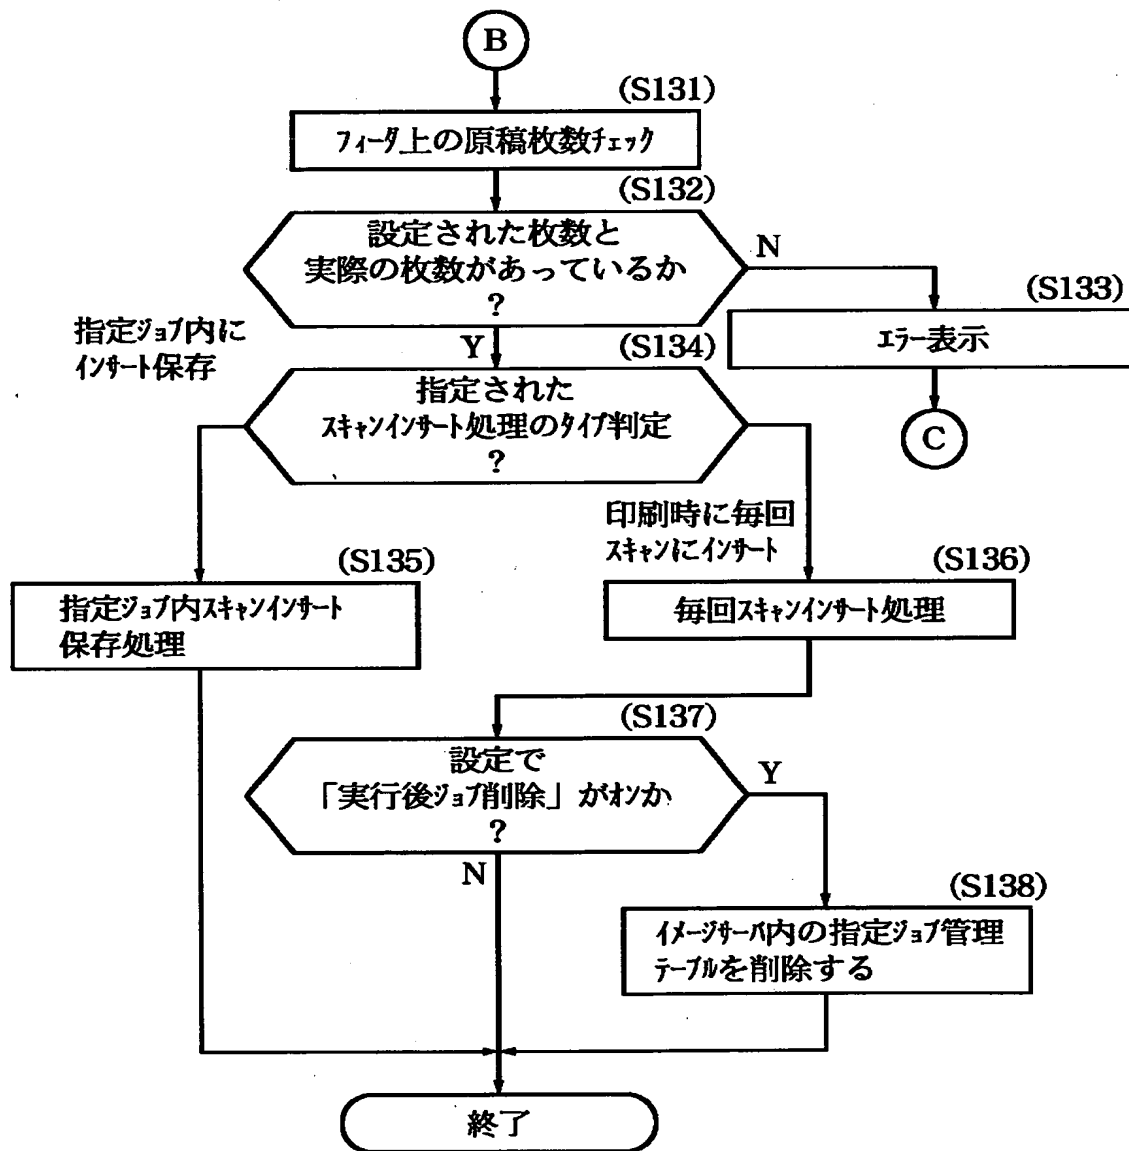 B
(S131)
フィーダ上の原稿枚数チェック
(S132)
設定された枚数と
実際の枚数があっているか
?
N
(S133)
エラー表示
C
Y
(S134)
指定された
スキャンインサート処理のタイプ判定
?
指定ジョブ内に
インサート保存
印刷時に毎回
スキャンにインサート
(S135)
指定ジョブ内スキャンインサート
保存処理
(S136)
毎回スキャンインサート処理
(S137)
設定で
「実行後ジョブ削除」がオンか
?
Y
N
(S138)
イメージサーバ内の指定ジョブ管理
テーブルを削除する
終了